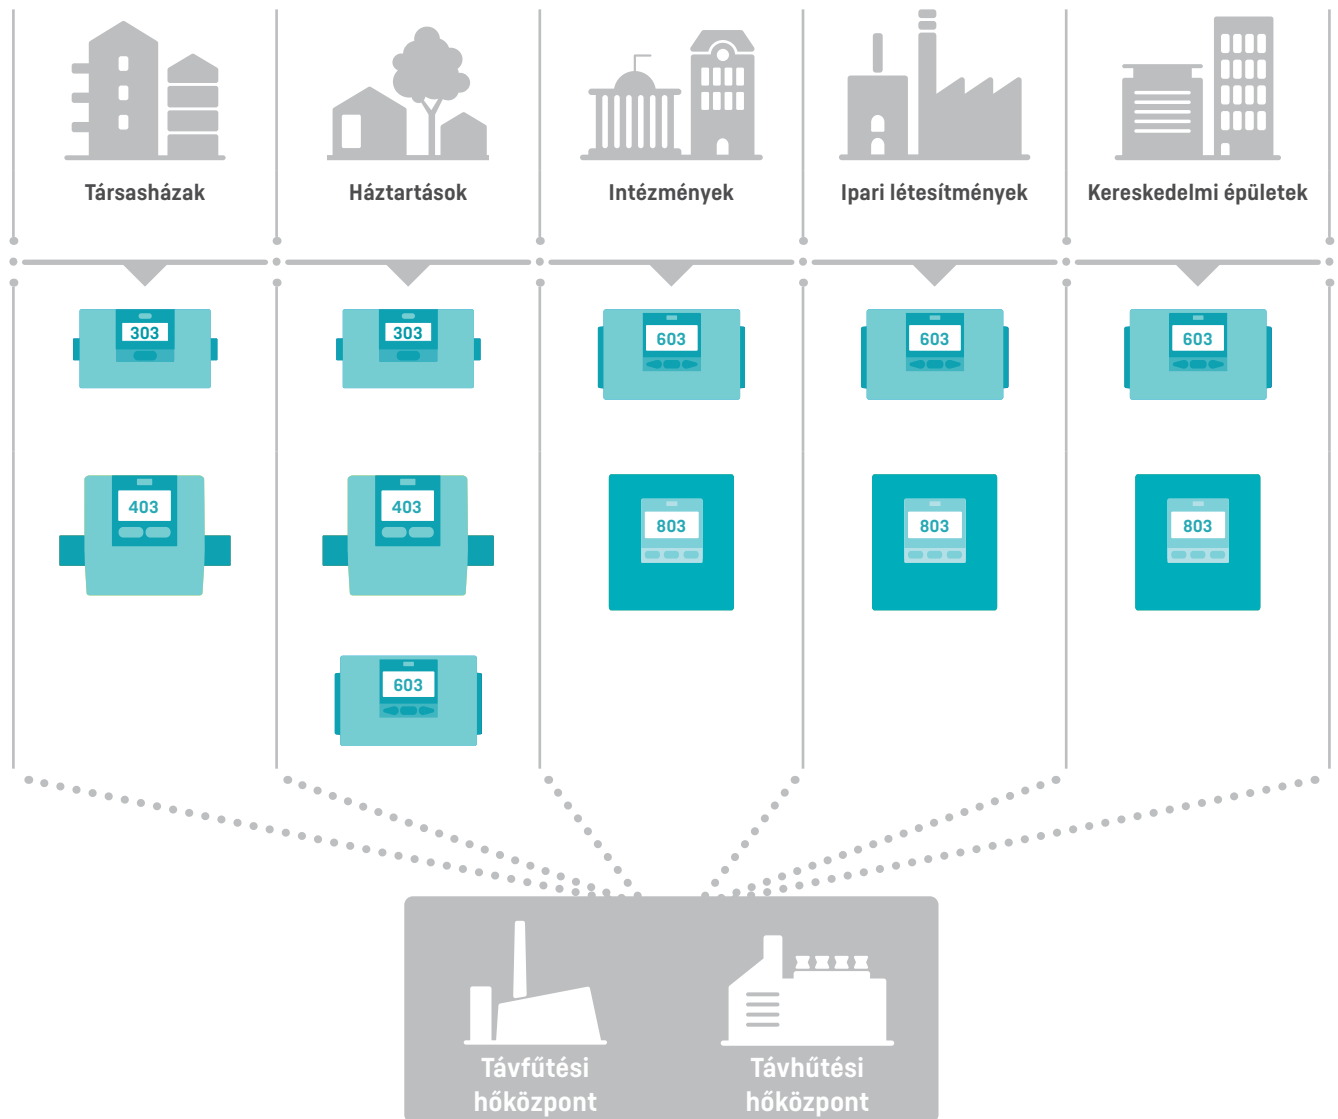 Társasházak
Háztartások
Intézmények
Ipari létesítmények
Kereskedelmi épületek
303
303
603
603
603
403
403
803
803
803
603
Távfűtési
hőközpont
Távhűtési
hőközpont